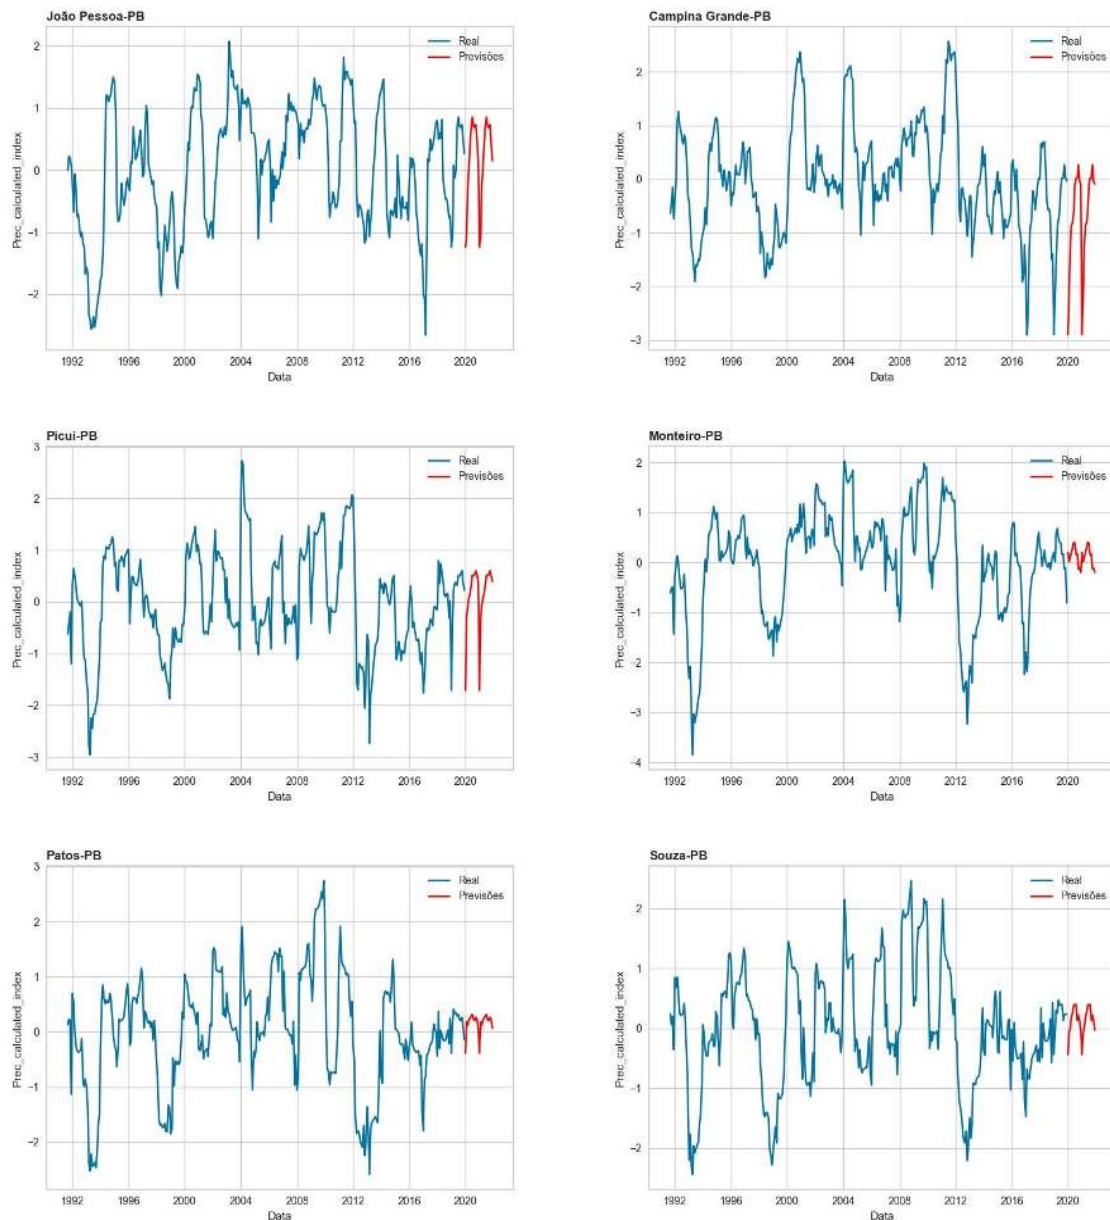 João Pessoa-PB
Real
Previsões
2
1
0
−1
−2
Prec_calculated_index
1992 1996 2000 2004 2008 2012 2016 2020
Data
Campina Grande-PB
Real
Previsões
2
1
0
−1
−2
−3
Prec_calculated_index
1992 1996 2000 2004 2008 2012 2016 2020
Data
Picui-PB
Real
Previsões
3
2
1
0
−1
−2
−3
Prec_calculated_index
1992 1996 2000 2004 2008 2012 2016 2020
Data
Monteiro-PB
Real
Previsões
2
1
0
−1
−2
−3
−4
Prec_calculated_index
1992 1996 2000 2004 2008 2012 2016 2020
Data
Patos-PB
Real
Previsões
3
2
1
0
−1
−2
Prec_calculated_index
1992 1996 2000 2004 2008 2012 2016 2020
Data
Souza-PB
Real
Previsões
2
1
0
−1
−2
Prec_calculated_index
1992 1996 2000 2004 2008 2012 2016 2020
Data